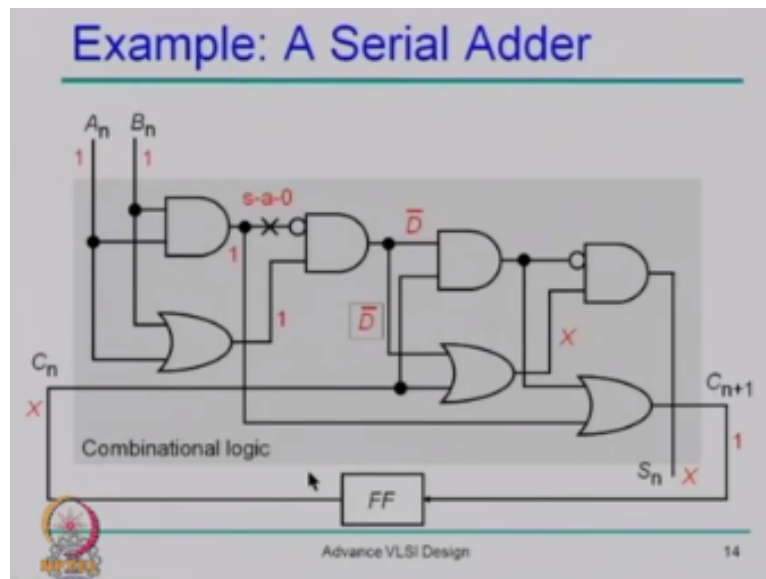 Example: A Serial Adder
Aₙ Bₙ
1 1
s-a-0
D̅
1
1
D̅
X
Cₙ
X
Cₙ₊₁
1
Combinational logic
Sₙ X
FF
NPTEL
Advance VLSI Design 14